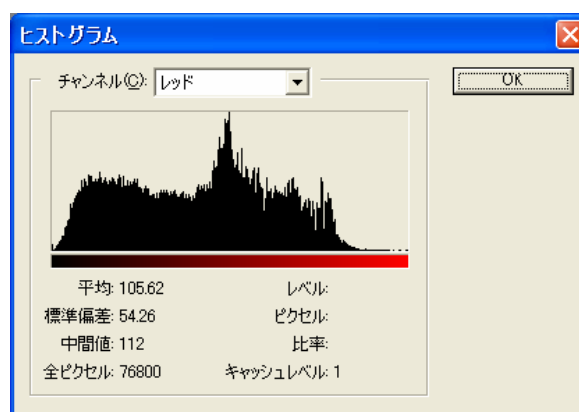 ヒストグラム
チャンネル(C): レッド
OK
平均: 105.62
レベル:
標準偏差: 54.26
ピクセル:
中間値: 112
比率:
全ピクセル: 76800
キャッシュレベル: 1